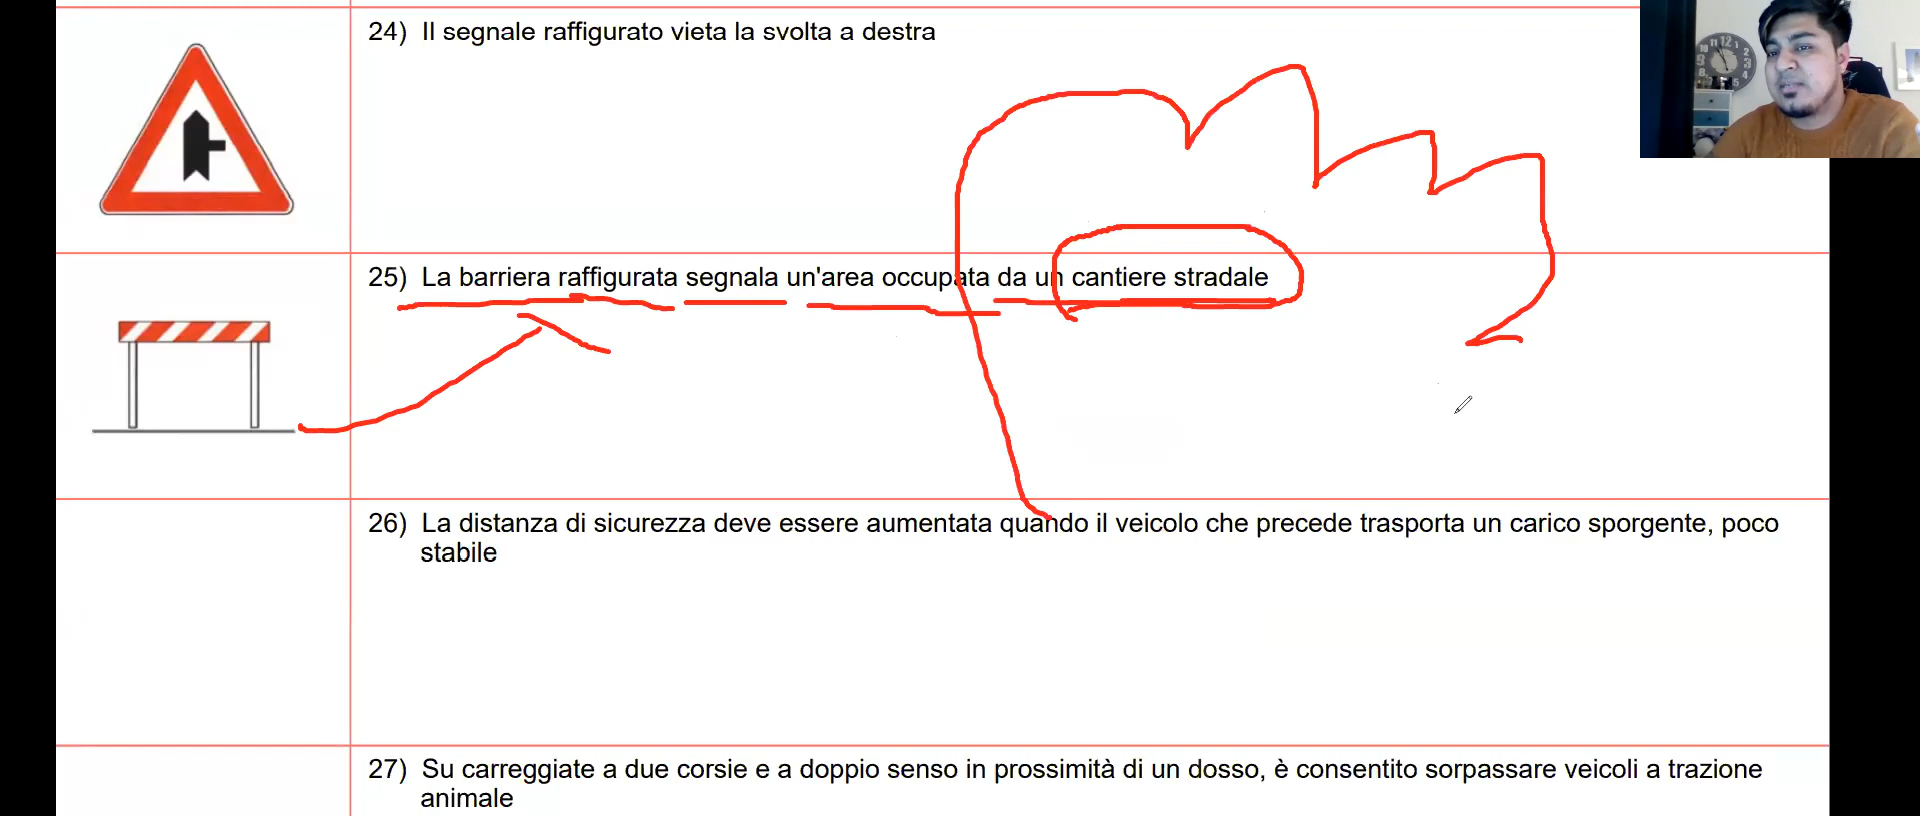 24) Il segnale raffigurato vieta la svolta a destra
25) La barriera raffigurata segnala un'area occupata da un cantiere stradale
26) La distanza di sicurezza deve essere aumentata quando il veicolo che precede trasporta un carico sporgente, poco
stabile
27) Su carreggiate a due corsie e a doppio senso in prossimità di un dosso, è consentito sorpassare veicoli a trazione
animale